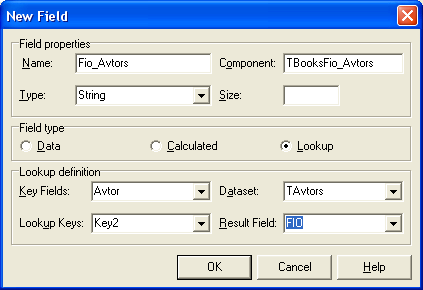 New Field
Field properties
Name: Fio_Avtors Component: TBooksFio_Avtors
Type: String Size:
Field type
Data Calculated Lookup
Lookup definition
Key Fields: Avtor Dataset: TAvtors
Lookup Keys: Key2 Result Field: FIO
OK Cancel Help